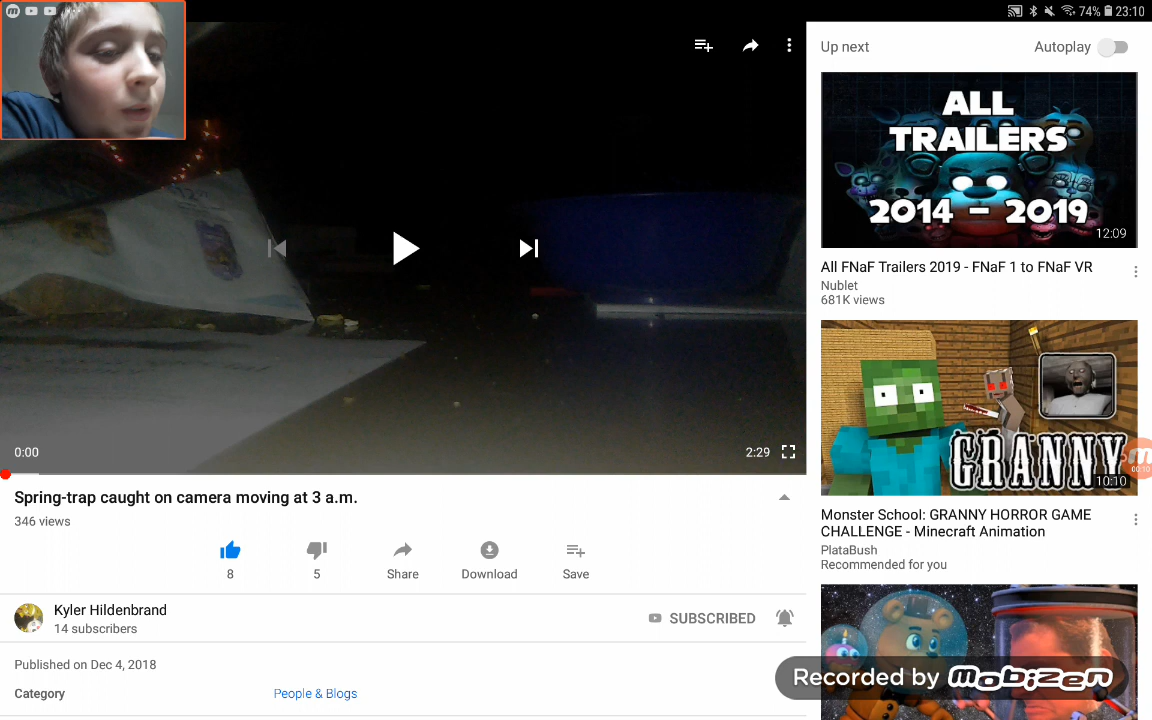 74% 23:10
Up next
Autoplay
ALL
TRAILERS
2014 - 2019
12:09
All FNaF Trailers 2019 - FNaF 1 to FNaF VR
Nublet
681K views
GRANNY
00:10
10:10
Monster School: GRANNY HORROR GAME
CHALLENGE - Minecraft Animation
PlataBush
Recommended for you
0:00
2:29
Spring-trap caught on camera moving at 3 a.m.
346 views
8
5
Share
Download
Save
Kyler Hildenbrand
14 subscribers
SUBSCRIBED
Published on Dec 4, 2018
Category
People & Blogs
Recorded by Mobizen